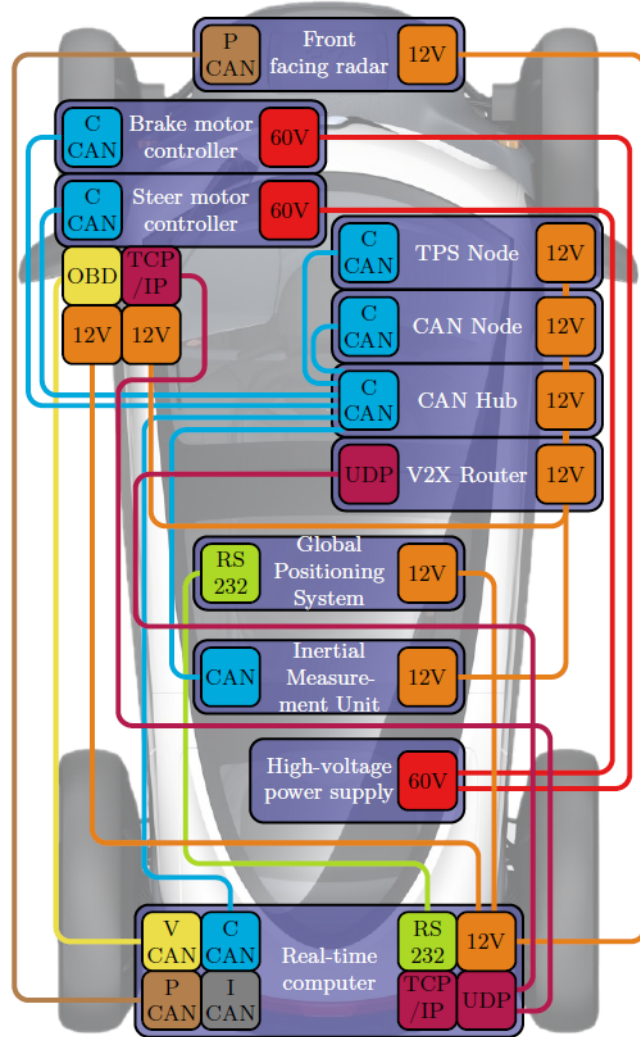 P
CAN
Front
facing radar
12V
C
CAN
Brake motor
controller
60V
C
CAN
Steer motor
controller
60V
OBD
TCP
/IP
12V
12V
C
CAN
TPS Node
12V
C
CAN
CAN Node
12V
C
CAN
CAN Hub
12V
UDP
V2X Router
12V
RS
232
Global
Positioning
System
12V
CAN
Inertial
Measure-
ment Unit
12V
High-voltage
power supply
60V
V
CAN
C
CAN
P
CAN
I
CAN
Real-time
computer
RS
232
12V
TCP
/IP
UDP